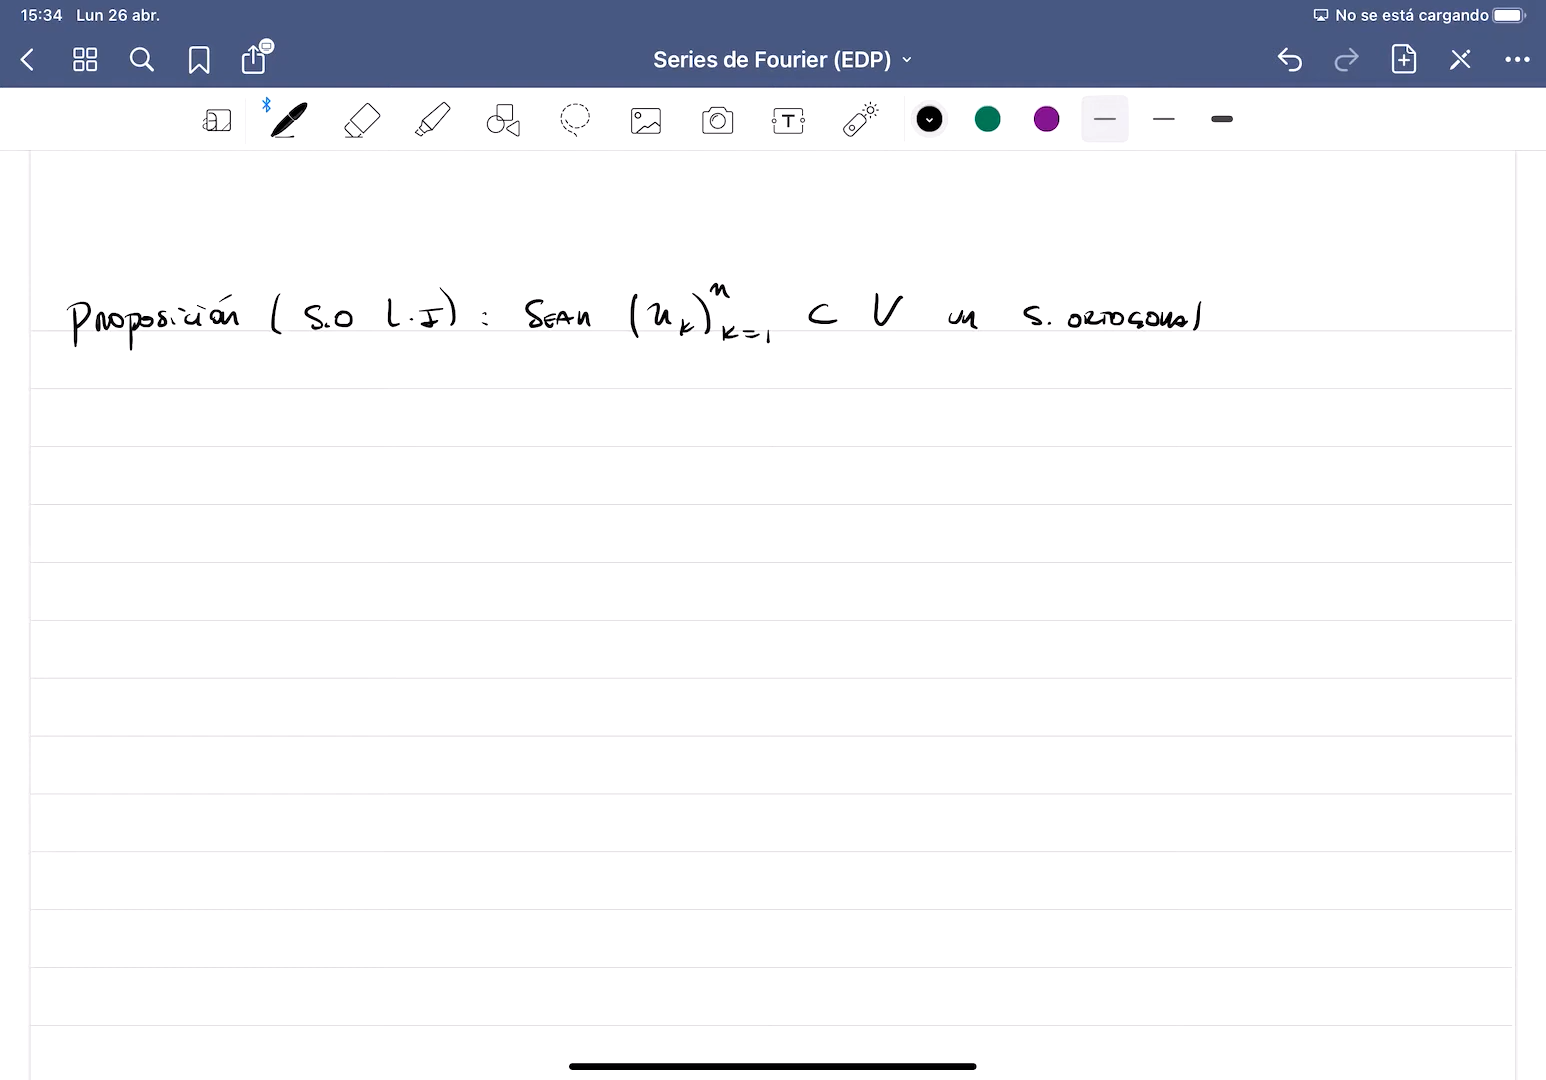 15:34 Lun 26 abr. No se está cargando
Series de Fourier (EDP)
T
Proposición ( S.O L.I) : SEAN (u_k)^n_{k=1} ⊂ V un S. ORTOGONAL